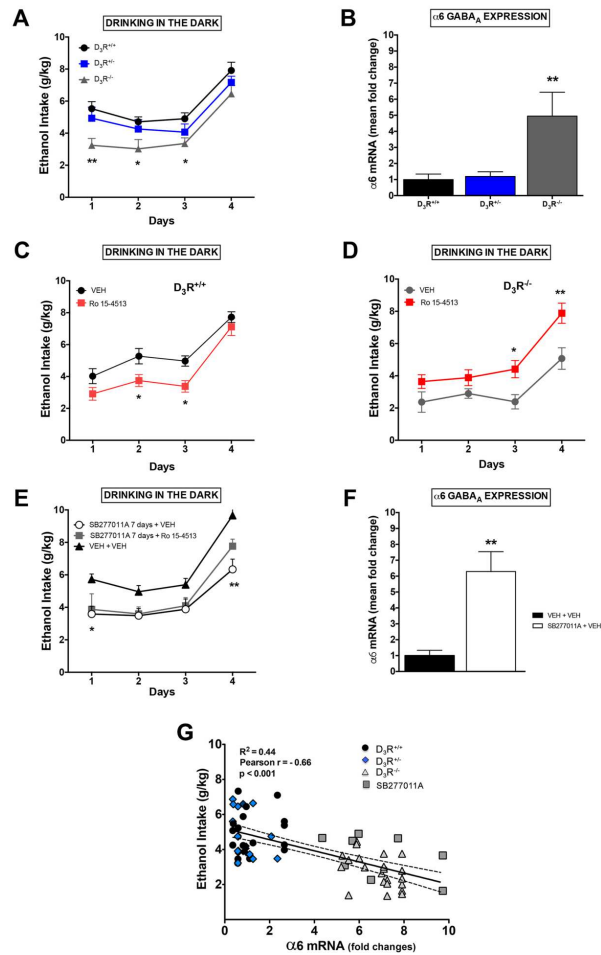 A
DRINKING IN THE DARK
D3R+/+
D3R+/-
D3R-/-
Ethanol Intake (g/kg)
10
8
6
4
2
0
** * *
1 2 3 4
Days
B
α6 GABAA EXPRESSION
α6 mRNA (mean fold change)
10
9
8
7
6
5
4
3
2
1
0
**
D3R+/+ D3R+/- D3R-/-
C
DRINKING IN THE DARK
D3R+/+
VEH
Ro 15-4513
Ethanol Intake (g/kg)
10
8
6
4
2
0
* *
1 2 3 4
Days
D
DRINKING IN THE DARK
D3R-/-
VEH
Ro 15-4513
Ethanol Intake (g/kg)
10
8
6
4
2
0
* **
1 2 3 4
Days
E
DRINKING IN THE DARK
SB277011A 7 days + VEH
SB277011A 7 days + Ro 15-4513
VEH + VEH
Ethanol Intake (g/kg)
10
8
6
4
2
0
* **
1 2 3 4
Days
F
α6 GABAA EXPRESSION
α6 mRNA (mean fold change)
10
9
8
7
6
5
4
3
2
1
0
**
VEH + VEH
SB277011A + VEH
G
R2 = 0.44
Pearson r = - 0.66
p < 0.001
D3R+/+
D3R+/-
D3R-/-
SB277011A
Ethanol Intake (g/kg)
10
8
6
4
2
0 2 4 6 8 10
α6 mRNA (fold changes)